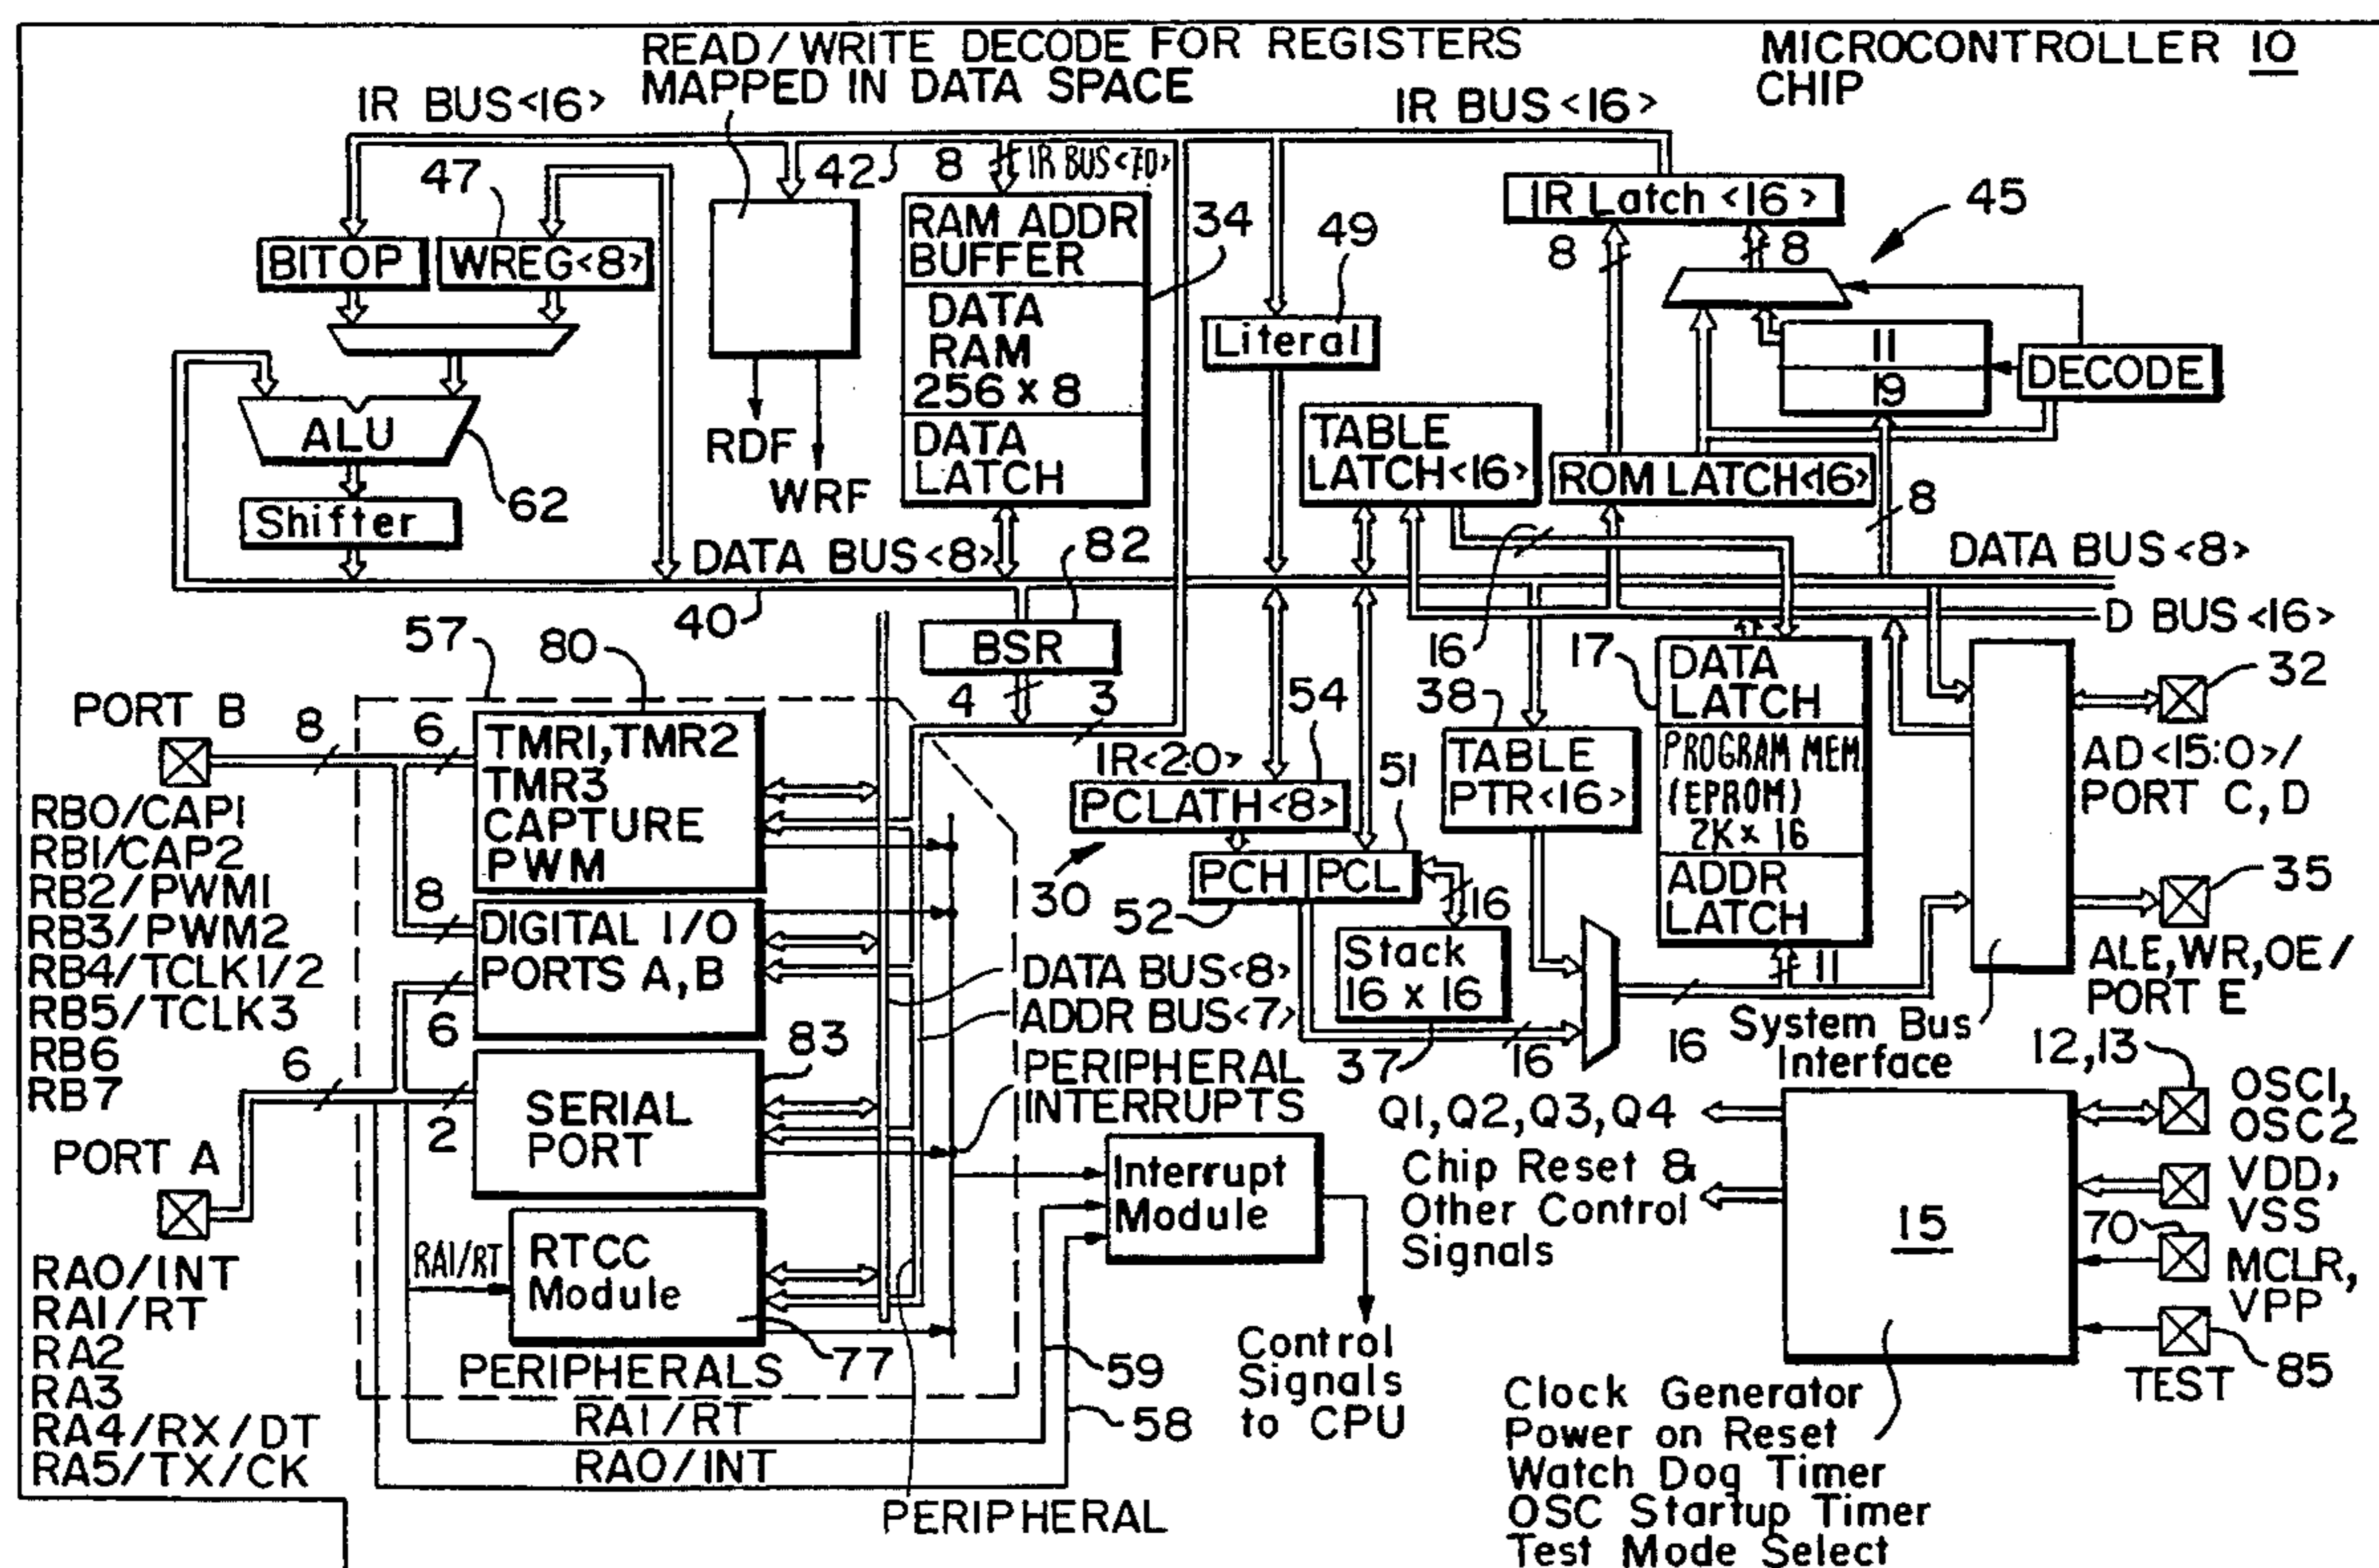 READ/WRITE DECODE FOR REGISTERS
MAPPED IN DATA SPACE
MICROCONTROLLER 10
CHIP
IR BUS<16>
IR BUS<16>
47
42
8
IR BUS<7D>
IR Latch <16>
45
BITOP
WREG<8>
RAM ADDR
BUFFER
34
49
8
8
DATA
RAM
256 x 8
Literal
11
19
DECODE
ALU
RDF
WRF
DATA
LATCH
TABLE
LATCH<16>
ROM LATCH<16>
62
Shifter
8
DATA BUS<8>
82
16
DATA BUS<8>
40
D BUS<16>
57
80
BSR
17
DATA
LATCH
32
PORT B
8
6
4
3
54
38
TMR1,TMR2
TMR3
CAPTURE
PWM
IR<2:0>
51
TABLE
PTR<16>
PROGRAM MEM
(EPROM)
2K x 16
AD<15:0>/
PORT C,D
PCLATH<8>
RB0/CAP1
RB1/CAP2
RB2/PWM1
RB3/PWM2
RB4/TCLK1/2
RB5/TCLK3
RB6
RB7
30
PCH
PCL
ADDR
LATCH
35
52
16
8
DIGITAL I/O
PORTS A,B
Stack
16 x 16
11
ALE,WR,OE/
PORT E
DATA BUS<8>
ADDR BUS<7>
6
16
System Bus
Interface
83
PERIPHERAL
INTERRUPTS
37
16
12,13
6
2
SERIAL
PORT
Q1,Q2,Q3,Q4
OSC1,
OSC2
PORT A
Interrupt
Module
Chip Reset &
Other Control
Signals
15
VDD,
VSS
70
MCLR,
VPP
RA0/INT
RA1/RT
RA2
RA3
RA4/RX/DT
RA5/TX/CK
RA1/RT
RTCC
Module
77
PERIPHERALS
Control
Signals
to CPU
59
58
85
TEST
RA1/RT
RA0/INT
PERIPHERAL
Clock Generator
Power on Reset
Watch Dog Timer
OSC Startup Timer
Test Mode Select